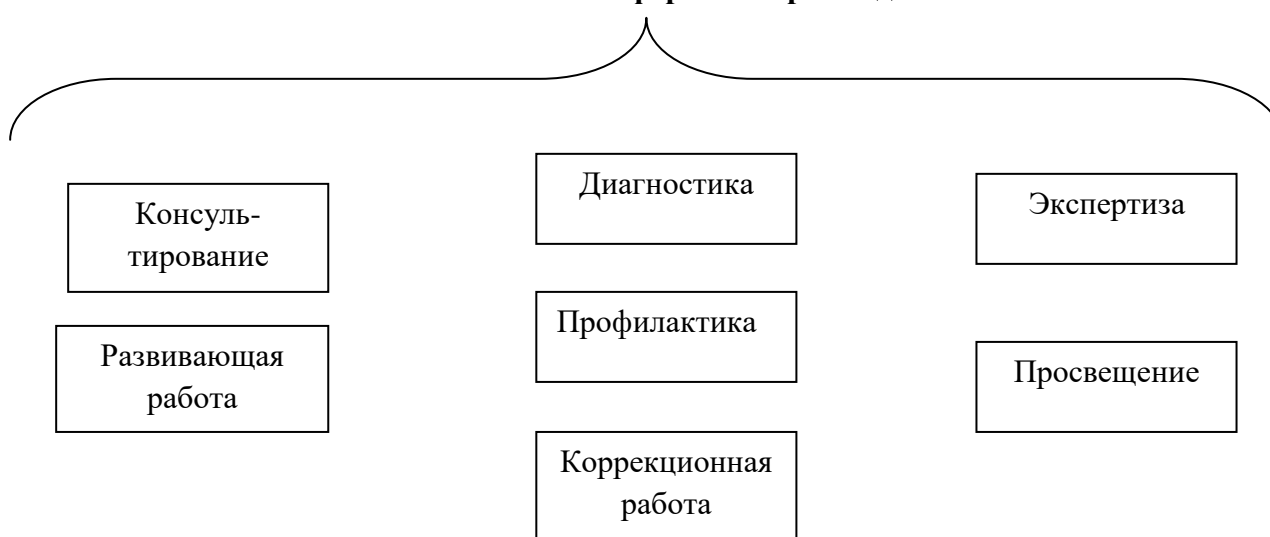 Консуль-
тирование
Диагностика
Экспертиза
Развивающая
работа
Профилактика
Просвещение
Коррекционная
работа